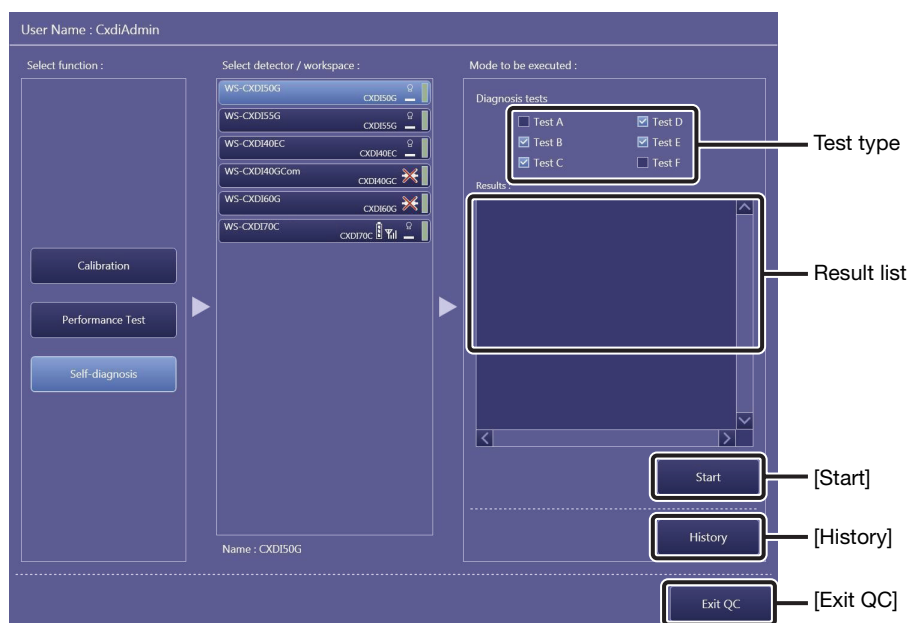 User Name : CxdiAdmin
Select function :
Calibration
Performance Test
Self-diagnosis
Select detector / workspace :
WS-CXDI50G
CXDI50G
WS-CXDI55G
CXDI55G
WS-CXDI40EC
CXDI40EC
WS-CXDI40GCom
CXDI40GC
WS-CXDI60G
CXDI60G
WS-CXDI70C
CXDI70C
Name : CXDI50G
Mode to be executed :
Diagnosis tests
Test A
Test D
Test B
Test E
Test C
Test F
Results :
Start
History
Exit QC
Test type
Result list
[Start]
[History]
[Exit QC]